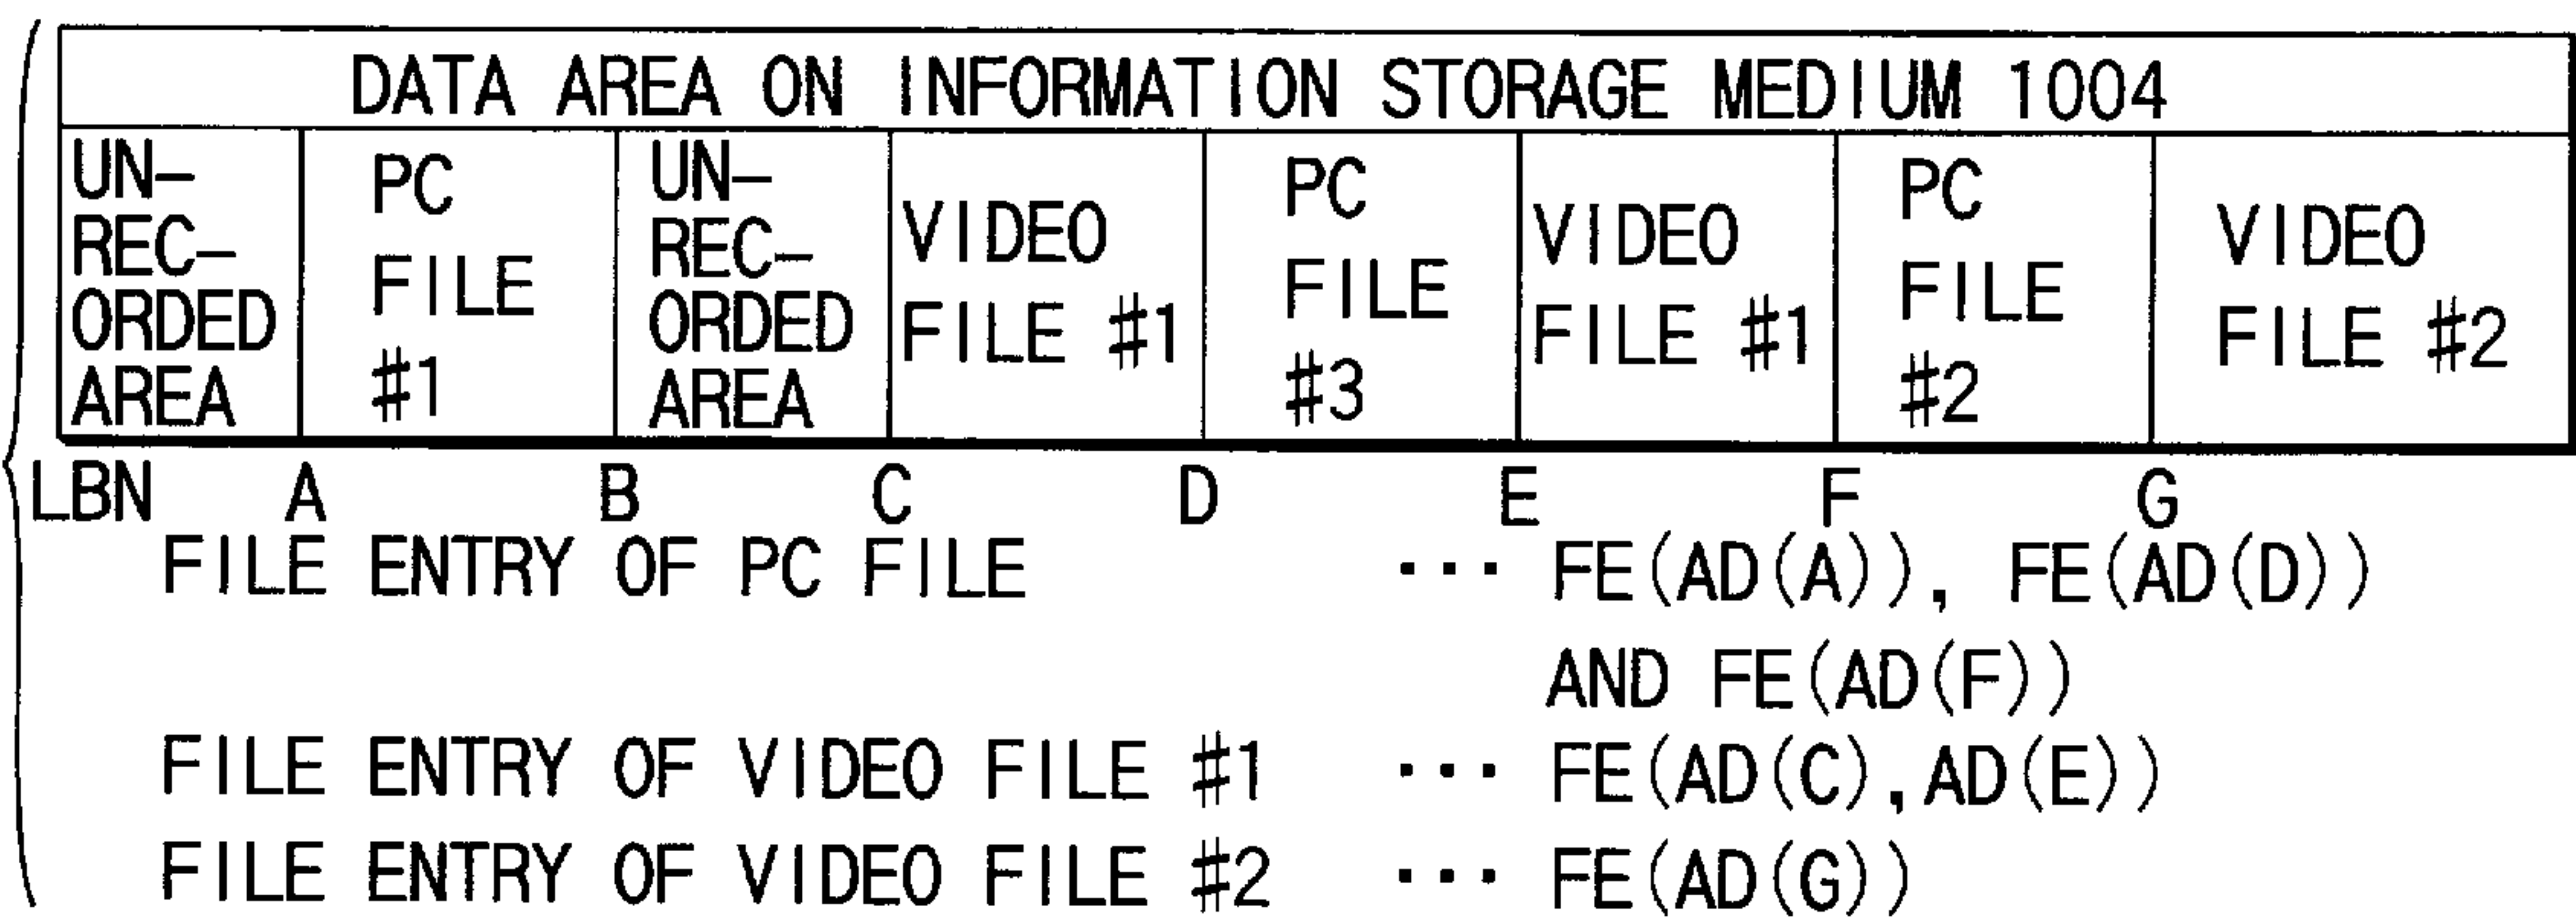 DATA AREA ON INFORMATION STORAGE MEDIUM 1004
UN-
REC-
ORDED
AREA
PC
FILE
#1
UN-
REC-
ORDED
AREA
VIDEO
FILE #1
PC
FILE
#3
VIDEO
FILE #1
PC
FILE
#2
VIDEO
FILE #2
LBN A B C D E F G
FILE ENTRY OF PC FILE ··· FE(AD(A)), FE(AD(D))
AND FE(AD(F))
FILE ENTRY OF VIDEO FILE #1 ··· FE(AD(C),AD(E))
FILE ENTRY OF VIDEO FILE #2 ··· FE(AD(G))